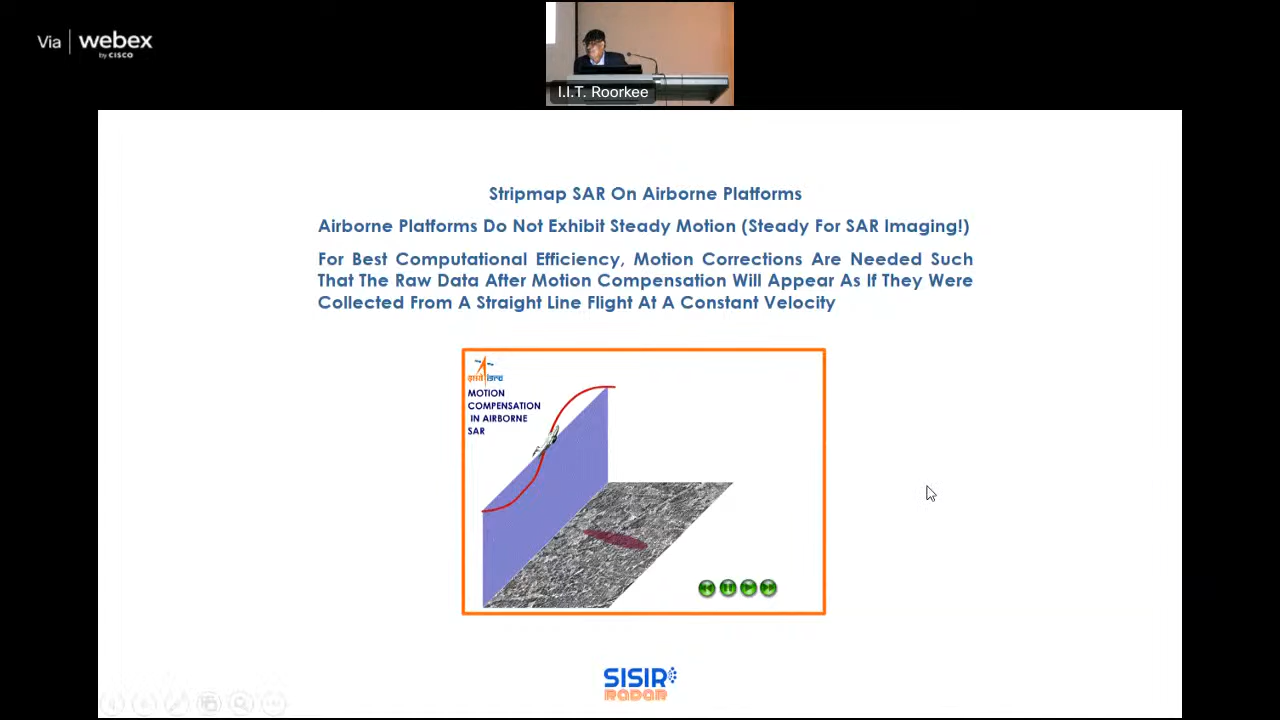 Via webex
by CISCO
I.I.T. Roorkee
Stripmap SAR On Airborne Platforms
Airborne Platforms Do Not Exhibit Steady Motion (Steady For SAR Imaging!)
For Best Computational Efficiency, Motion Corrections Are Needed Such
That The Raw Data After Motion Compensation Will Appear As If They Were
Collected From A Straight Line Flight At A Constant Velocity
इसरो isro
MOTION
COMPENSATION
IN AIRBORNE
SAR
SISIR
RADAR